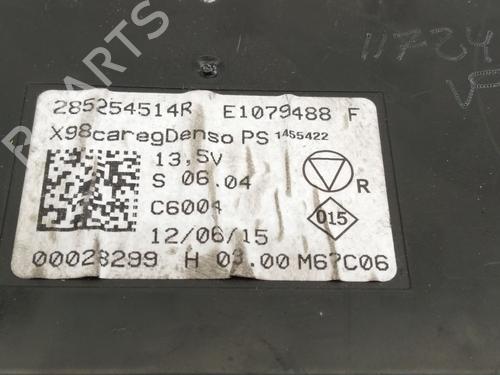 285254514R E1079488 F
X98caregDenso PS 1455422
13,5V
S 06.04
R
C6004
015
12/06/15
00028299 H 03.00 M67C06
PARTS
11724